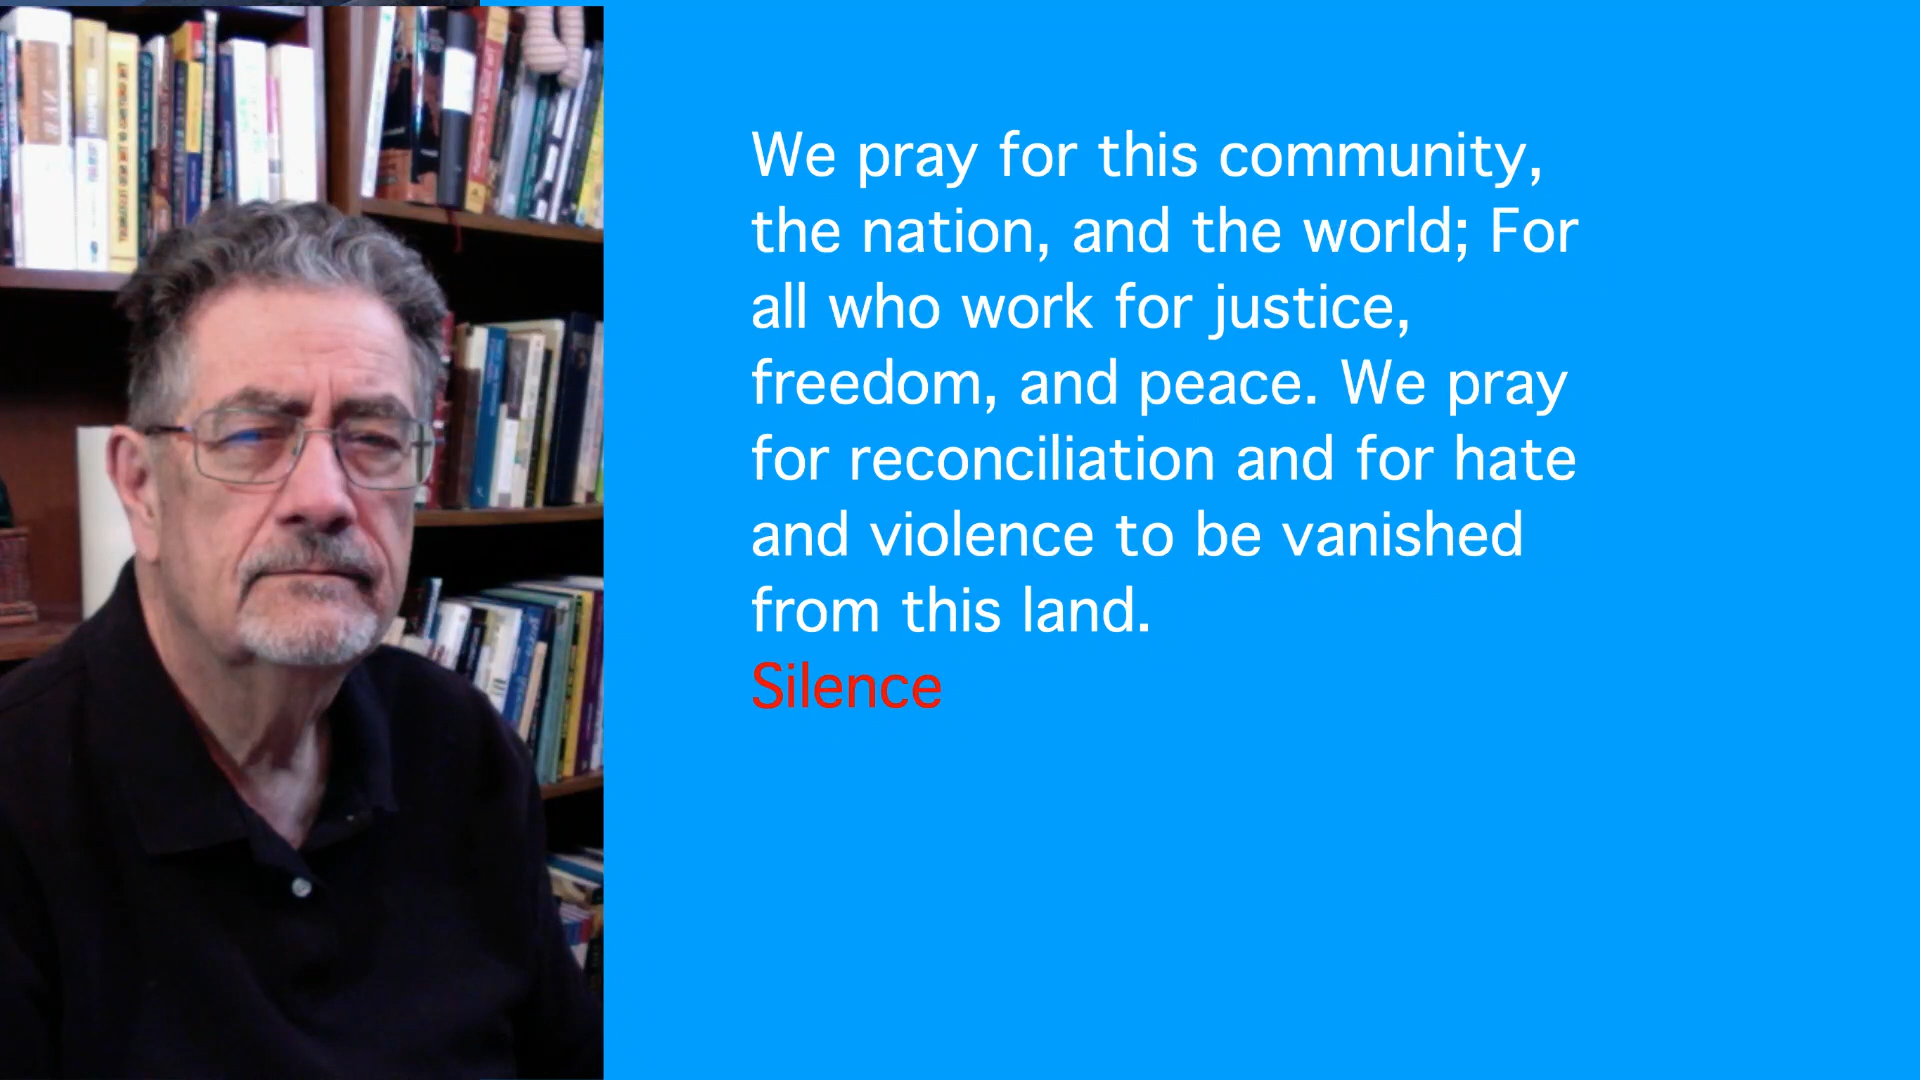 We pray for this community,
the nation, and the world; For
all who work for justice,
freedom, and peace. We pray
for reconciliation and for hate
and violence to be vanished
from this land.
Silence